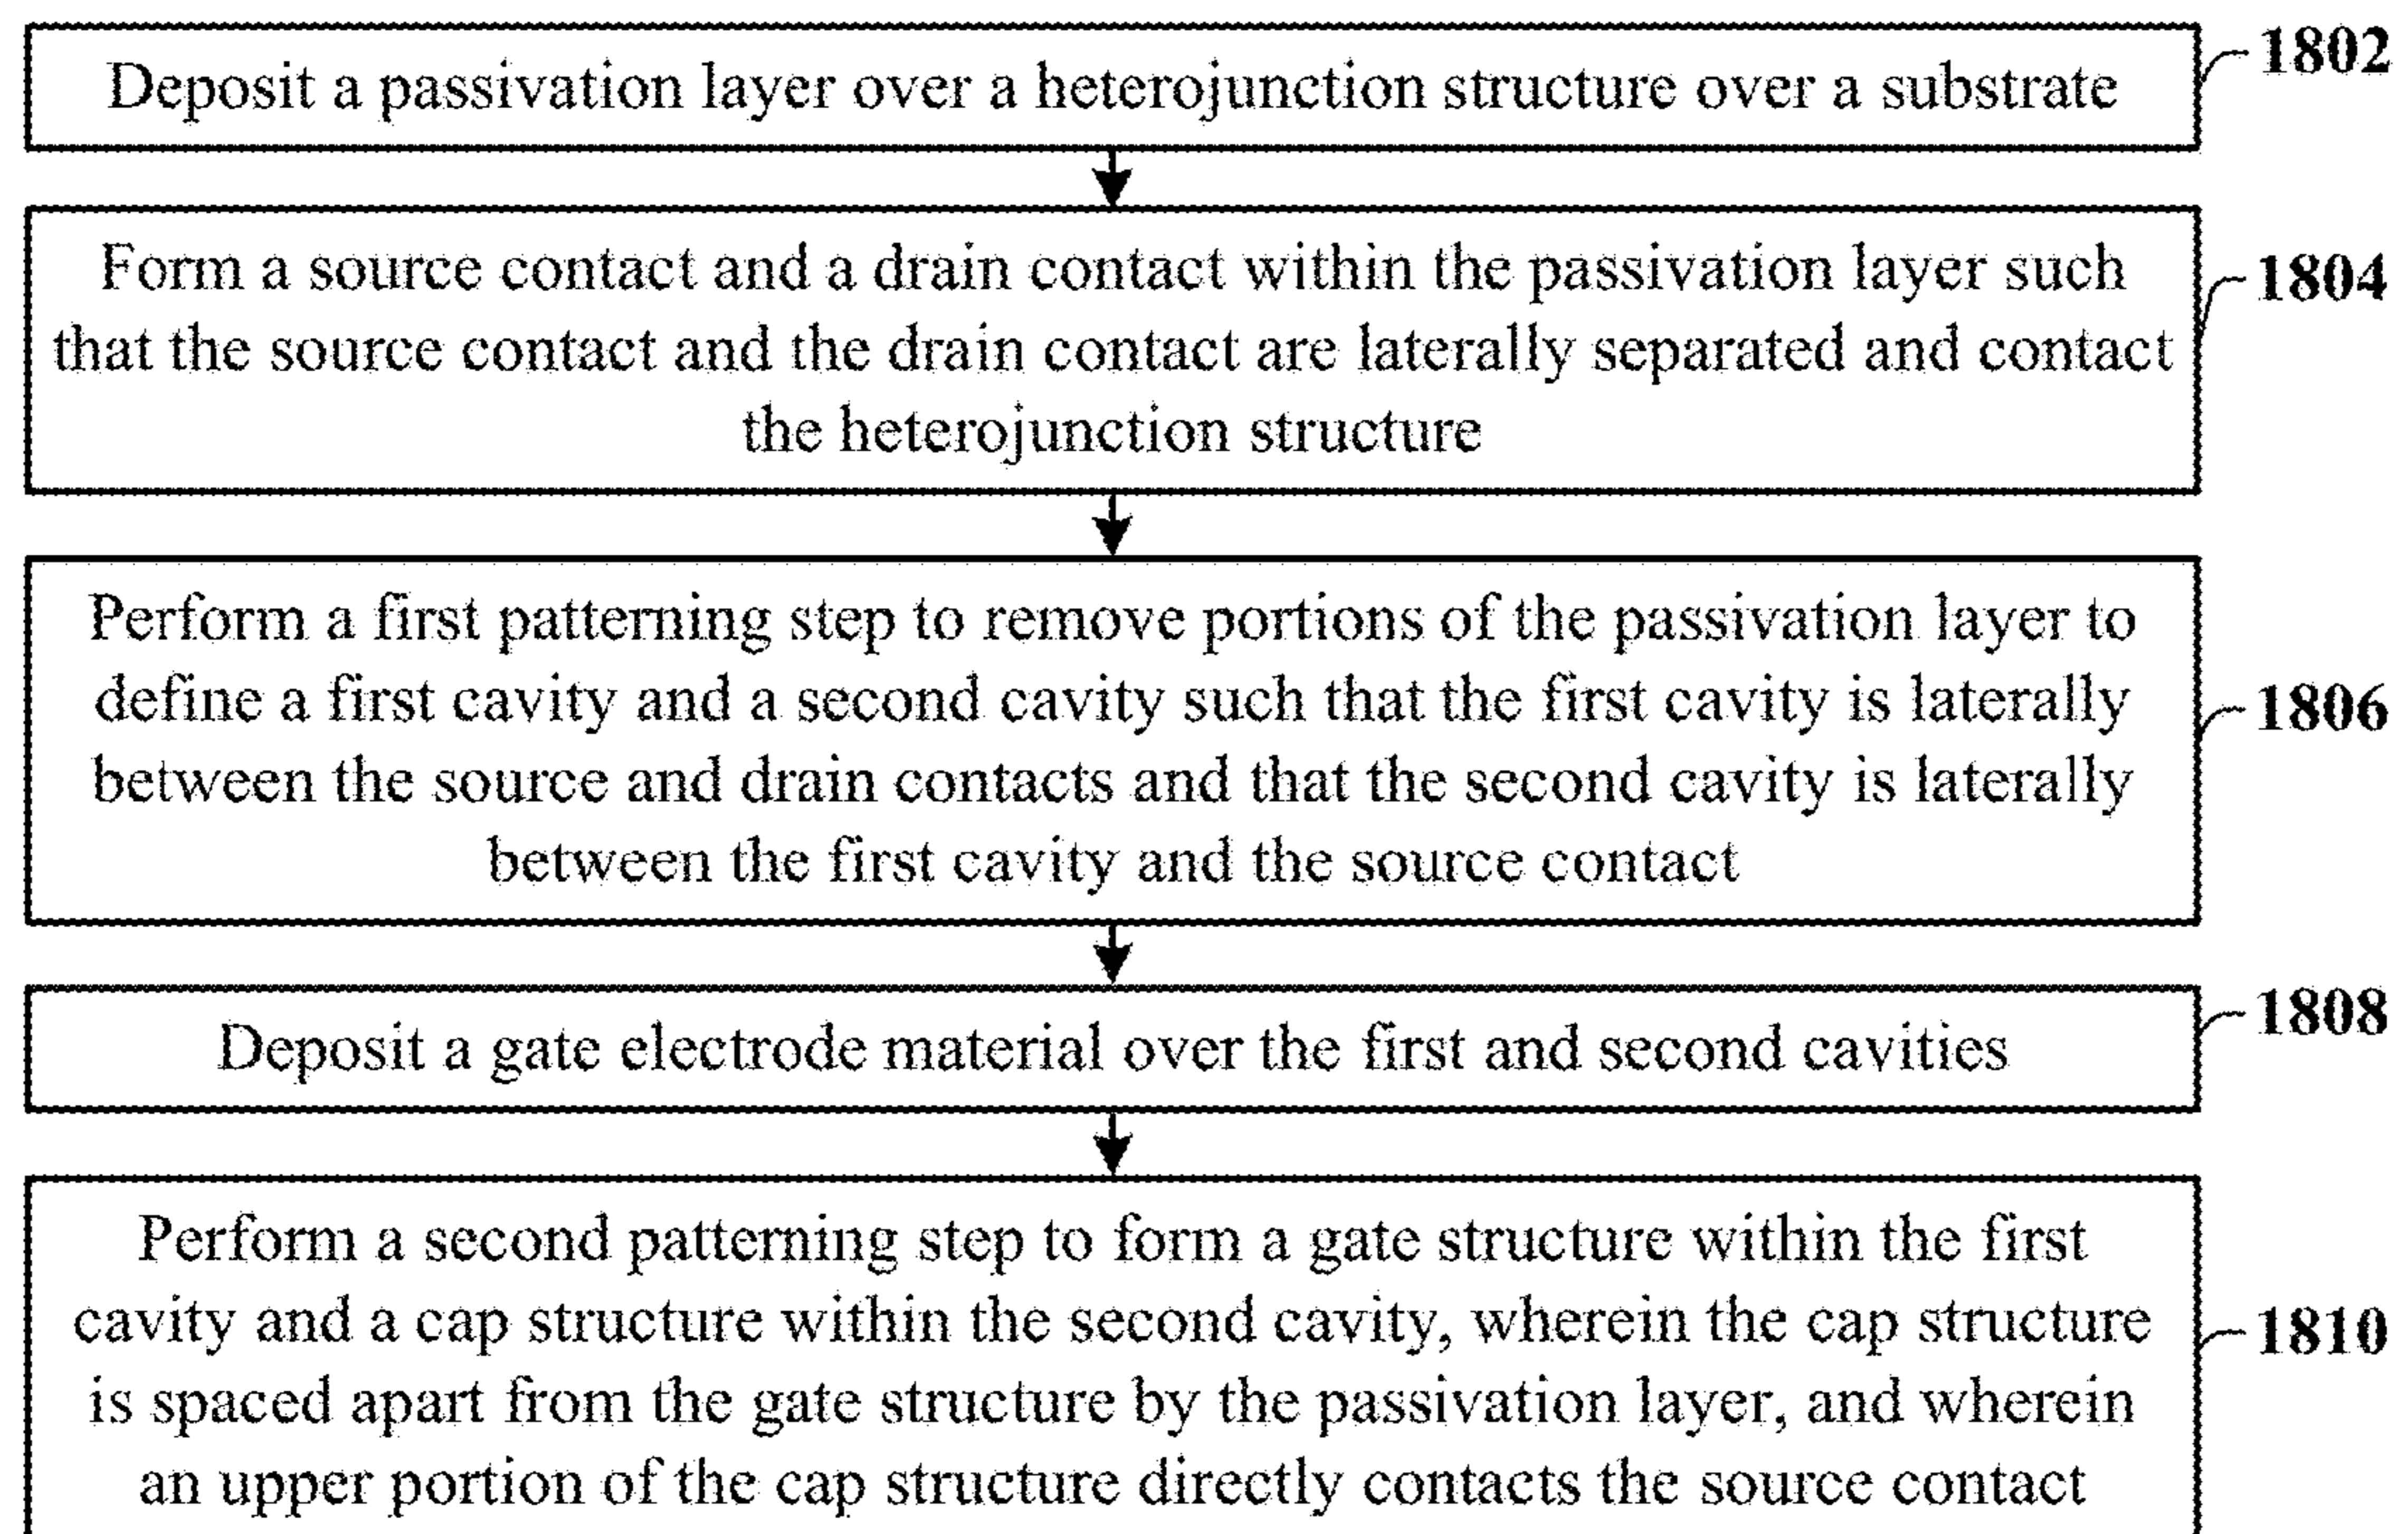 Deposit a passivation layer over a heterojunction structure over a substrate
1802
Form a source contact and a drain contact within the passivation layer such
that the source contact and the drain contact are laterally separated and contact
the heterojunction structure
1804
Perform a first patterning step to remove portions of the passivation layer to
define a first cavity and a second cavity such that the first cavity is laterally
between the source and drain contacts and that the second cavity is laterally
between the first cavity and the source contact
1806
Deposit a gate electrode material over the first and second cavities
1808
Perform a second patterning step to form a gate structure within the first
cavity and a cap structure within the second cavity, wherein the cap structure
is spaced apart from the gate structure by the passivation layer, and wherein
an upper portion of the cap structure directly contacts the source contact
1810